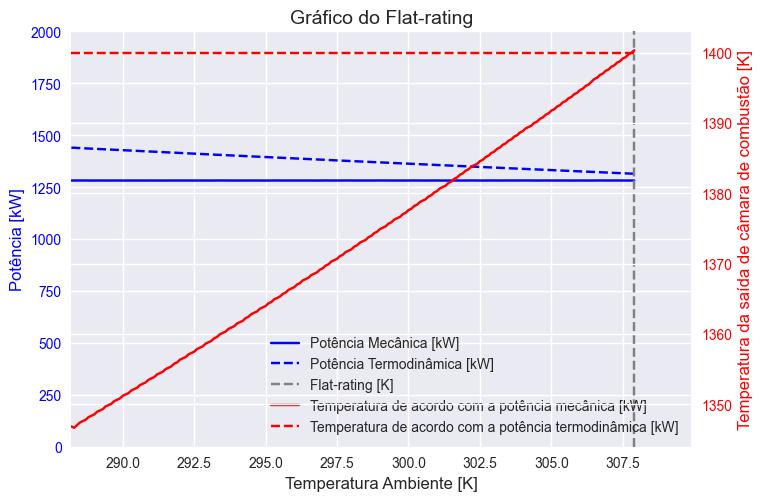 Gráfico do Flat-rating
2000
1750
1500
1250
1000
750
500
250
0
Potência [kW]
1400
1390
1380
1370
1360
1350
Temperatura da saída de câmara de combustão [K]
Potência Mecânica [kW]
Potência Termodinâmica [kW]
Flat-rating [K]
Temperatura de acordo com a potência mecânica [kW]
Temperatura de acordo com a potência termodinâmica [kW]
290.0 292.5 295.0 297.5 300.0 302.5 305.0 307.5
Temperatura Ambiente [K]